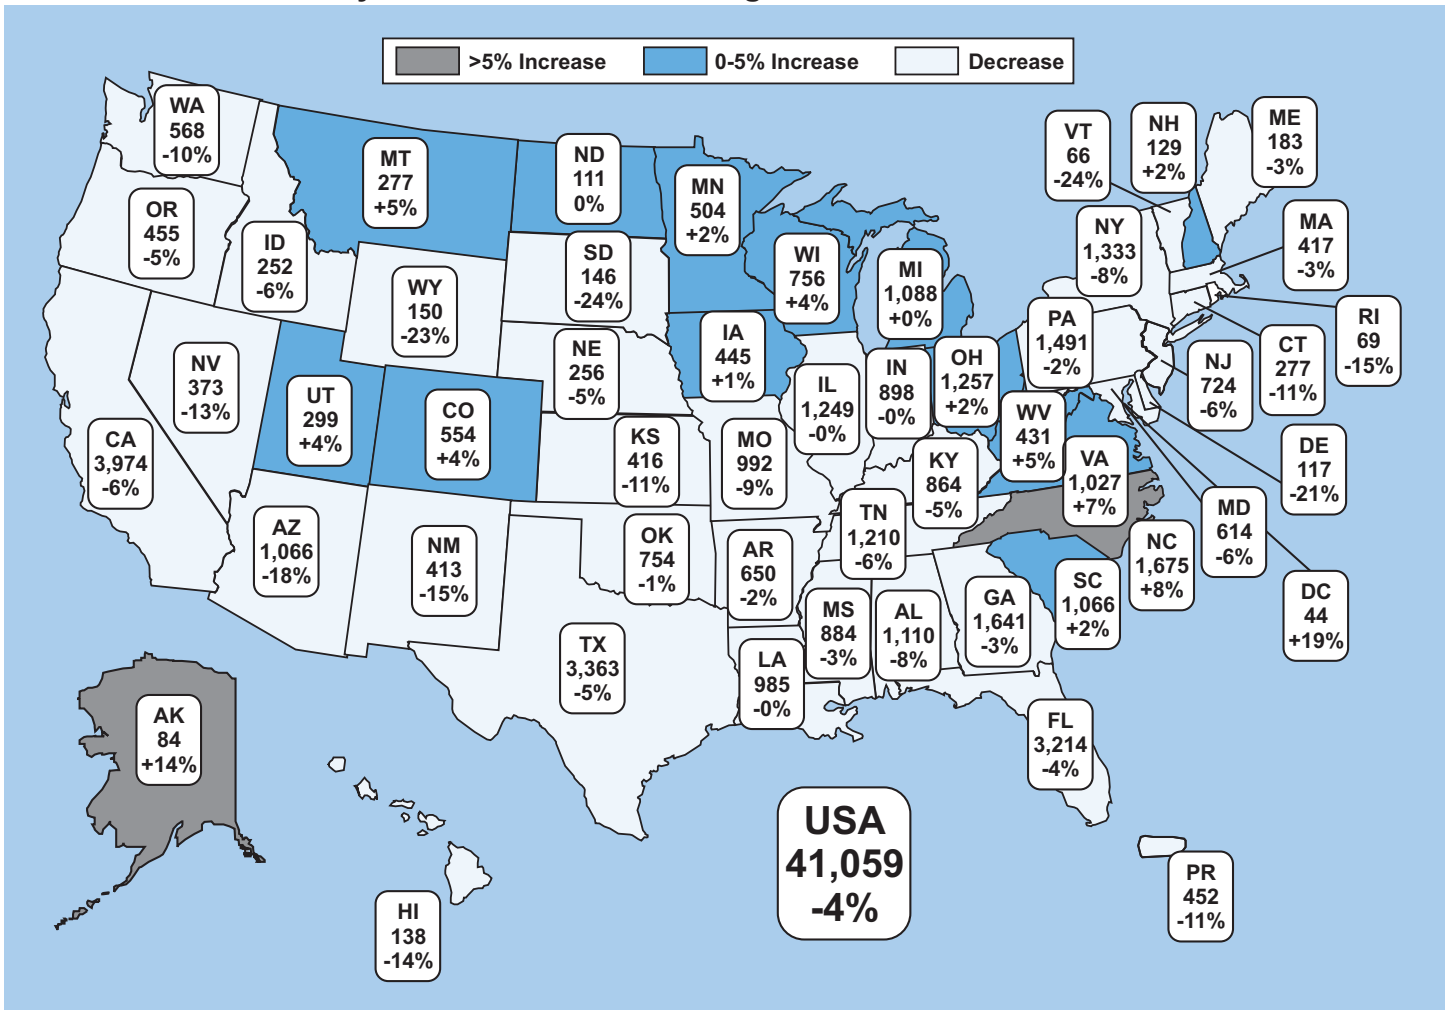 >5% Increase
0-5% Increase
Decrease
WA
568
-10%
MT
277
+5%
ND
111
0%
MN
504
+2%
VT
66
-24%
NH
129
+2%
ME
183
-3%
OR
455
-5%
ID
252
-6%
WY
150
-23%
SD
146
-24%
WI
756
+4%
MI
1,088
+0%
NY
1,333
-8%
MA
417
-3%
RI
69
-15%
NV
373
-13%
UT
299
+4%
CO
554
+4%
NE
256
-5%
IA
445
+1%
IL
1,249
-0%
IN
898
-0%
OH
1,257
+2%
PA
1,491
-2%
NJ
724
-6%
CT
277
-11%
CA
3,974
-6%
KS
416
-11%
MO
992
-9%
KY
864
-5%
WV
431
+5%
VA
1,027
+7%
DE
117
-21%
MD
614
-6%
AZ
1,066
-18%
NM
413
-15%
OK
754
-1%
AR
650
-2%
TN
1,210
-6%
NC
1,675
+8%
SC
1,066
+2%
DC
44
+19%
TX
3,363
-5%
LA
985
-0%
MS
884
-3%
AL
1,110
-8%
GA
1,641
-3%
FL
3,214
-4%
AK
84
+14%
HI
138
-14%
USA
41,059
-4%
PR
452
-11%